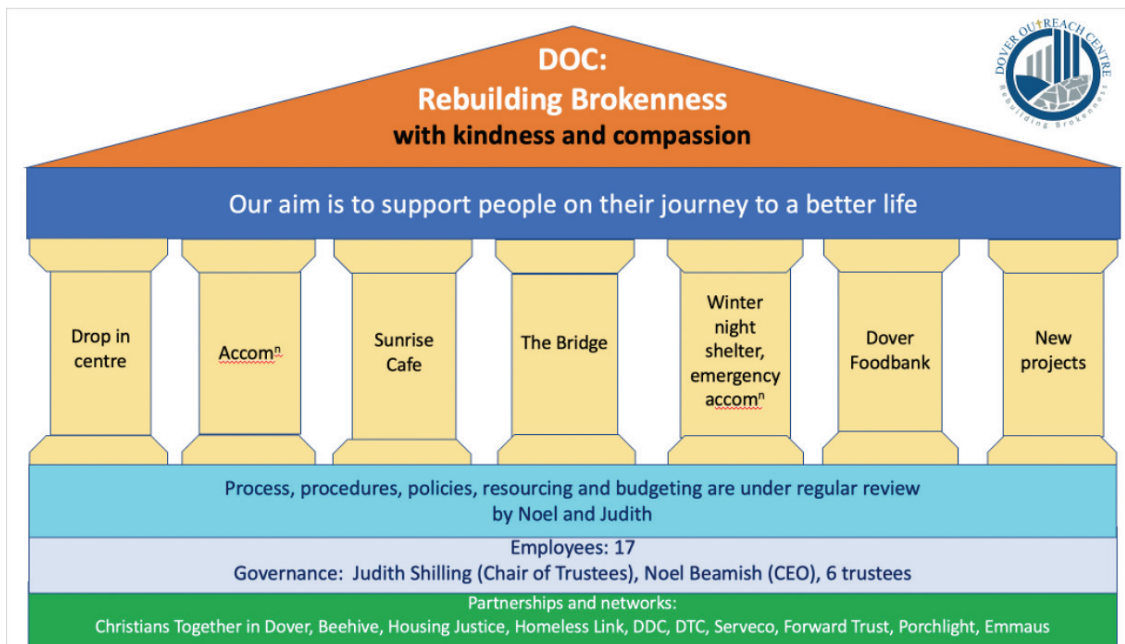 DOC:
Rebuilding Brokenness
with kindness and compassion
DOVER OUTREACH CENTRE
Rebuilding Brokenness
Our aim is to support people on their journey to a better life
Drop in
centre
Accomⁿ
Sunrise
Cafe
The Bridge
Winter
night
shelter,
emergency
accomⁿ
Dover
Foodbank
New
projects
Process, procedures, policies, resourcing and budgeting are under regular review
by Noel and Judith
Employees: 17
Governance: Judith Shilling (Chair of Trustees), Noel Beamish (CEO), 6 trustees
Partnerships and networks:
Christians Together in Dover, Beehive, Housing Justice, Homeless Link, DDC, DTC, Serveco, Forward Trust, Porchlight, Emmaus